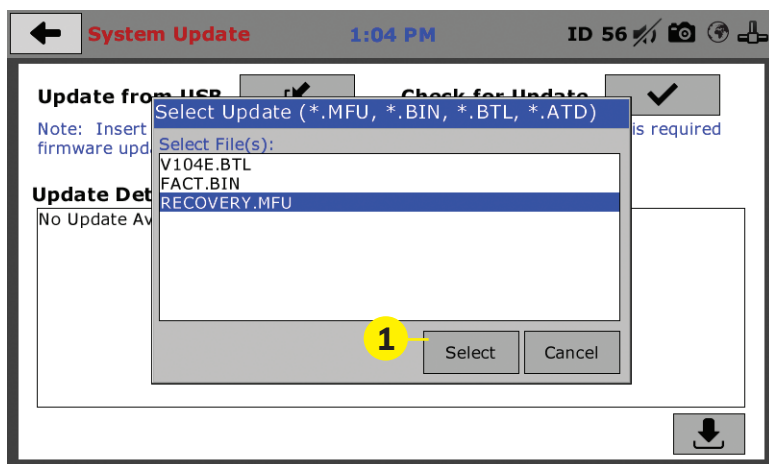 System Update 1:04 PM ID 56
Update from USB Check for Update
Select Update (*.MFU, *.BIN, *.BTL, *.ATD)
Note: Insert is required
firmware upd
Select File(s):
V104E.BTL
FACT.BIN
RECOVERY.MFU
Update Det
No Update Av
1
Select Cancel